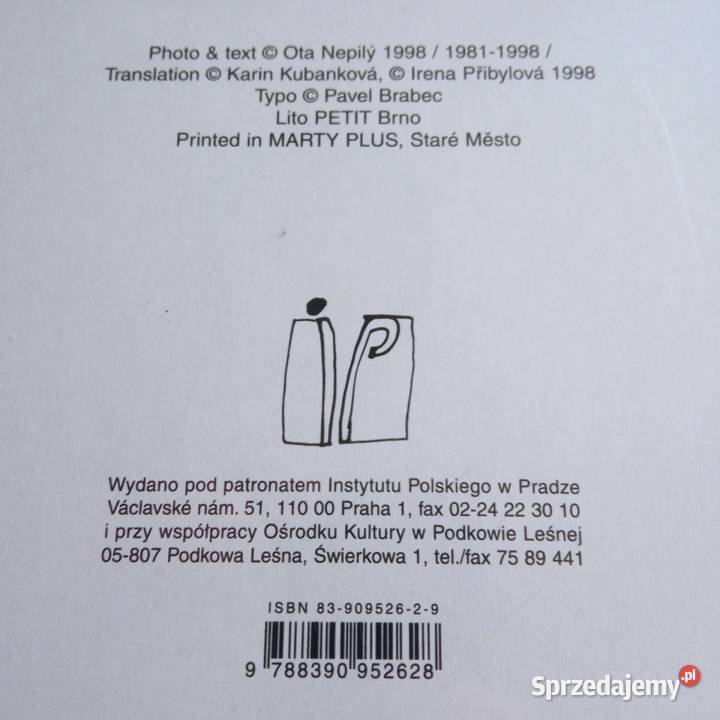 Photo & text © Ota Nepilý 1998 / 1981-1998 /
Translation © Karin Kubanková, © Irena Přibylová 1998
Typo © Pavel Brabec
Lito PETIT Brno
Printed in MARTY PLUS, Staré Město
Wydano pod patronatem Instytutu Polskiego w Pradze
Václavské nám. 51, 110 00 Praha 1, fax 02-24 22 30 10
i przy współpracy Ośrodku Kultury w Podkowie Leśnej
05-807 Podkowa Leśna, Świerkowa 1, tel./fax 75 89 441
ISBN 83-909526-2-9
9 788390 952628
Sprzedajemy.pl